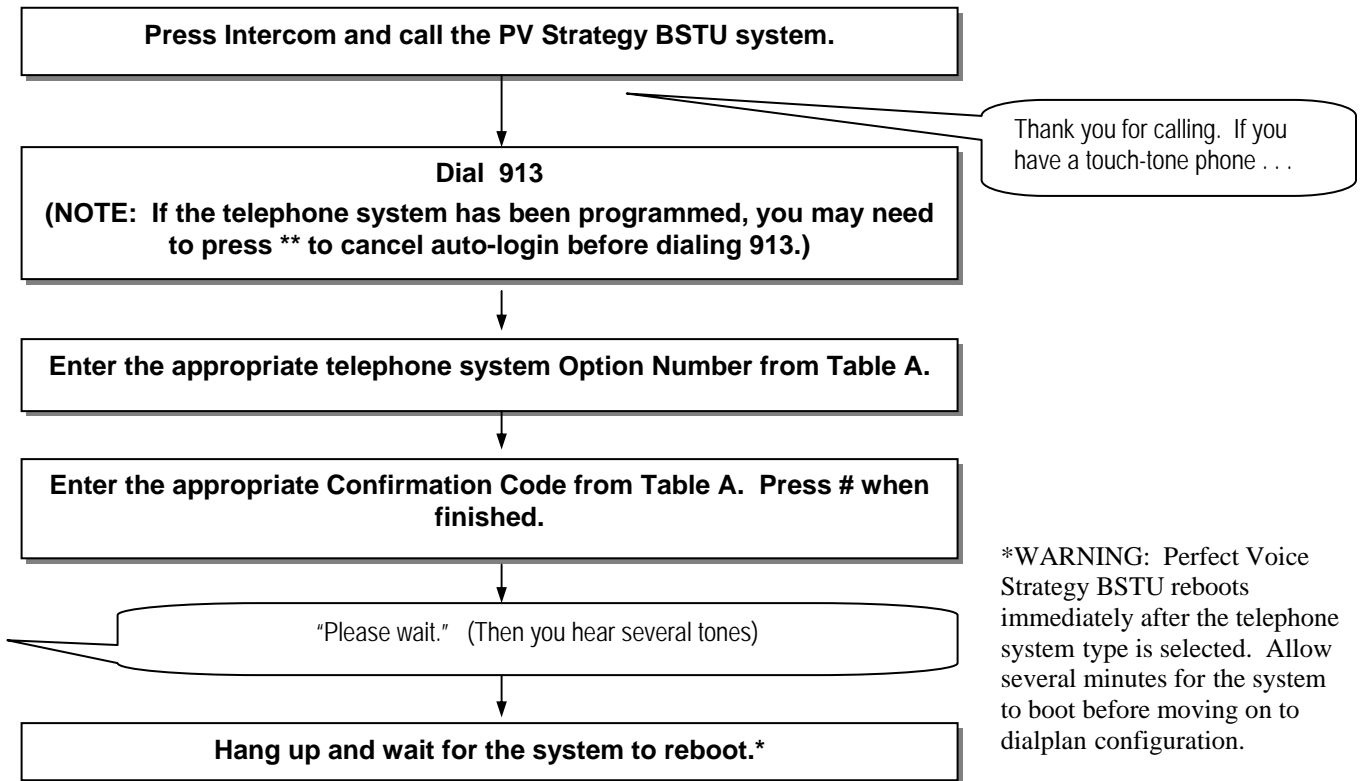 Press Intercom and call the PV Strategy BSTU system.
Thank you for calling. If you
have a touch-tone phone . . .
Dial 913
(NOTE: If the telephone system has been programmed, you may need
to press ** to cancel auto-login before dialing 913.)
Enter the appropriate telephone system Option Number from Table A.
Enter the appropriate Confirmation Code from Table A. Press # when
finished.
"Please wait." (Then you hear several tones)
Hang up and wait for the system to reboot.*
*WARNING: Perfect Voice
Strategy BSTU reboots
immediately after the telephone
system type is selected. Allow
several minutes for the system
to boot before moving on to
dialplan configuration.